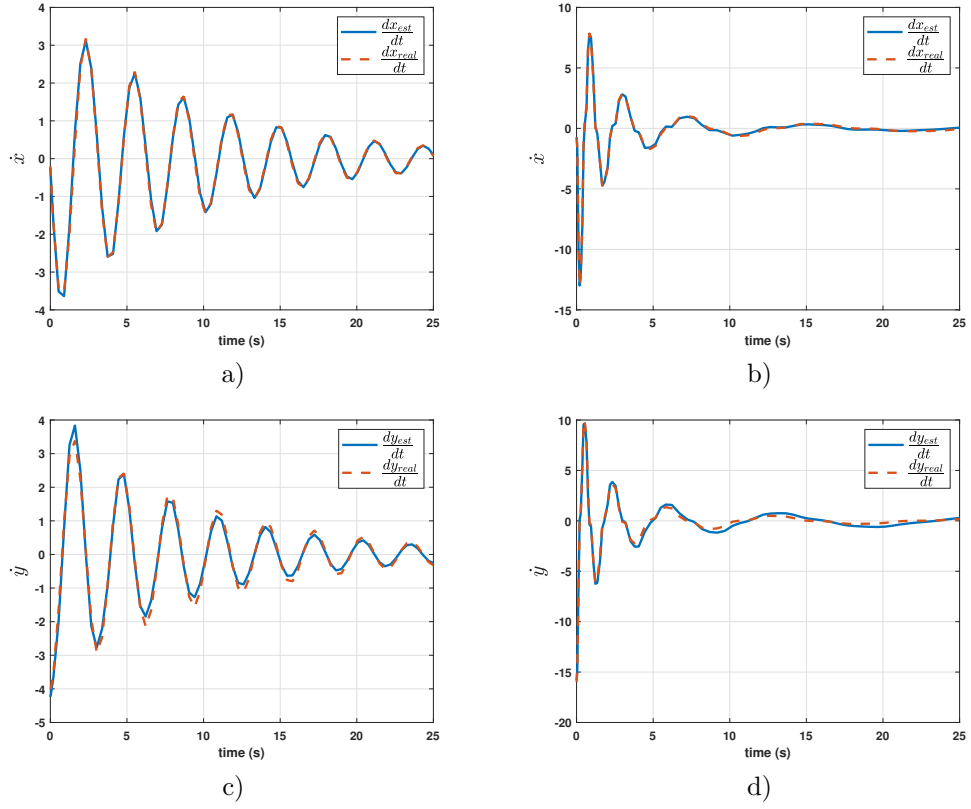 4
3
2
1
0
-1
-2
-3
-4
ẋ
0 5 10 15 20 25
time (s)
dx_est/dt
dx_real/dt
a)
10
5
0
-5
-10
-15
ẋ
0 5 10 15 20 25
time (s)
dx_est/dt
dx_real/dt
b)
4
3
2
1
0
-1
-2
-3
-4
-5
ẏ
0 5 10 15 20 25
time (s)
dy_est/dt
dy_real/dt
c)
10
5
0
-5
-10
-15
-20
ẏ
0 5 10 15 20 25
time (s)
dy_est/dt
dy_real/dt
d)